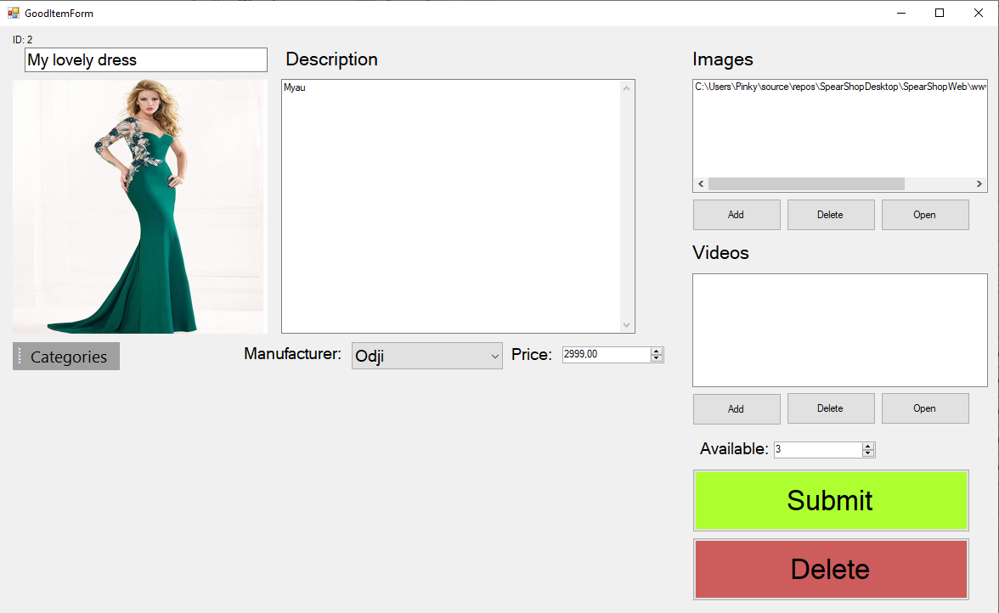 GoodItemForm
ID: 2
My lovely dress
Description
Myau
Categories
Manufacturer:
Odji
Price:
2999,00
Images
C:\Users\Pinky\source\repos\SpearShopDesktop\SpearShopWeb\ww
Add
Delete
Open
Videos
Add
Delete
Open
Available:
3
Submit
Delete